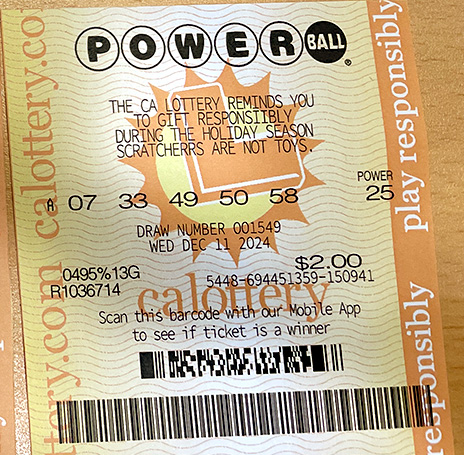 POWERBALL
THE CA LOTTERY REMINDS YOU
TO GIFT RESPONSIIBLY
DURING THE HOLIDAY SEASON
SCRATCHERRS ARE NOT TOYS.
POWER
A 07 33 49 50 58 25
DRAW NUMBER 001549
WED DEC 11 2024
$2.00
0495%13G 5448-694451359-150941
R1036714
calottery
Scan this barcode with our Mobile App
to see if ticket is a winner
calottery.co
ttery.com
play responsibly
responsibly